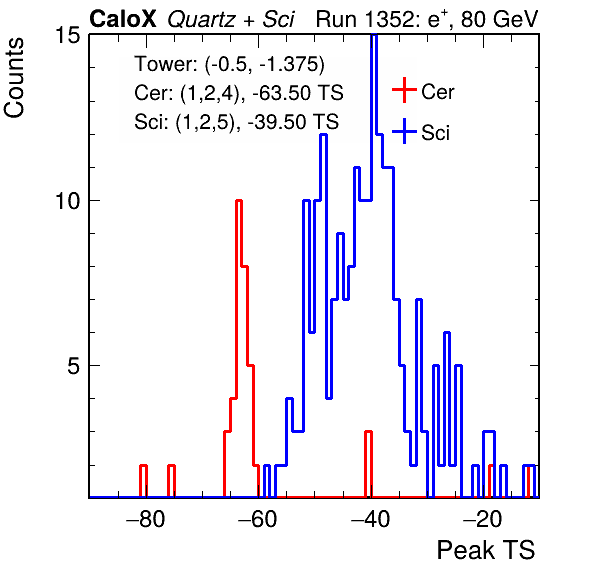 CaloX Quartz + Sci Run 1352: e+, 80 GeV
Counts
15
10
5
Tower: (-0.5, -1.375)
Cer: (1,2,4), -63.50 TS
Sci: (1,2,5), -39.50 TS
Cer
Sci
−80 −60 −40 −20
Peak TS